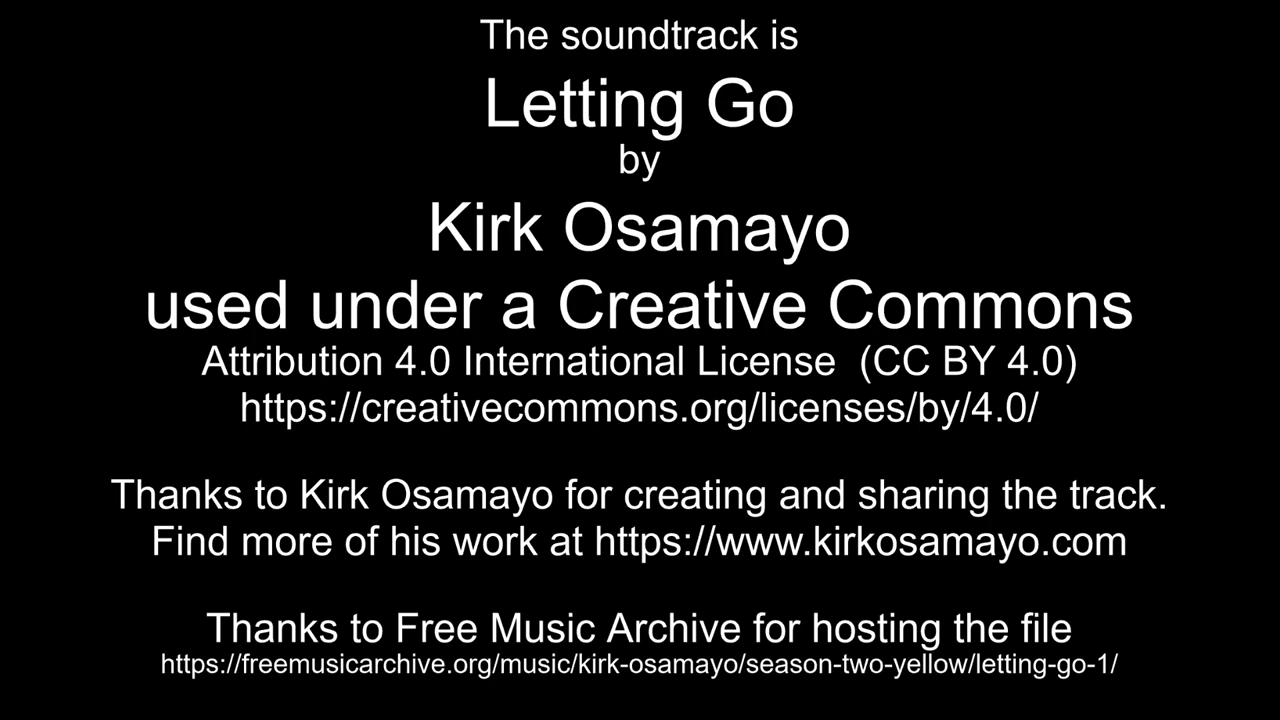 The soundtrack is
Letting Go
by
Kirk Osamayo
used under a Creative Commons
Attribution 4.0 International License  (CC BY 4.0)
https://creativecommons.org/licenses/by/4.0/
Thanks to Kirk Osamayo for creating and sharing the track.
Find more of his work at https://www.kirkosamayo.com
Thanks to Free Music Archive for hosting the file
https://freemusicarchive.org/music/kirk-osamayo/season-two-yellow/letting-go-1/